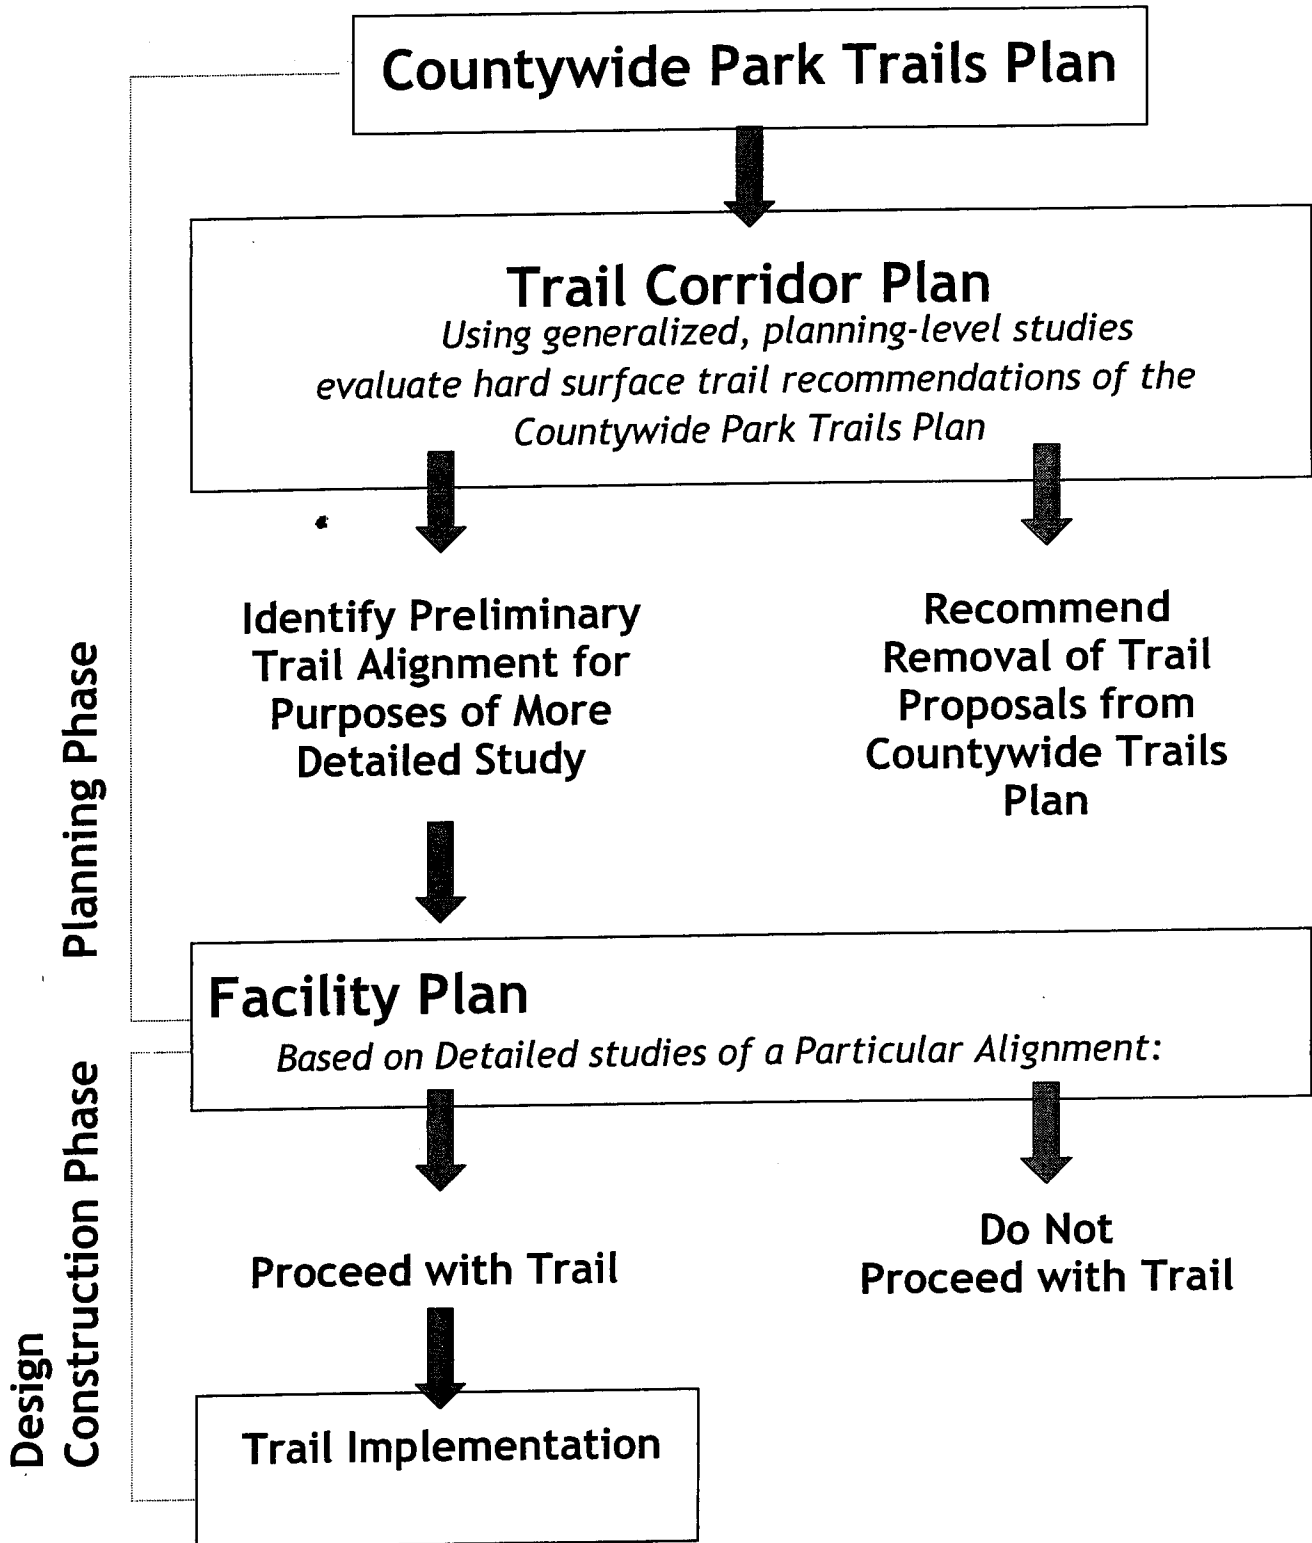 Countywide Park Trails Plan
Trail Corridor Plan
Using generalized, planning-level studies
evaluate hard surface trail recommendations of the
Countywide Park Trails Plan
Identify Preliminary
Trail Alignment for
Purposes of More
Detailed Study
Recommend
Removal of Trail
Proposals from
Countywide Trails
Plan
Planning Phase
Facility Plan
Based on Detailed studies of a Particular Alignment:
Proceed with Trail
Do Not
Proceed with Trail
Design
Construction Phase
Trail Implementation